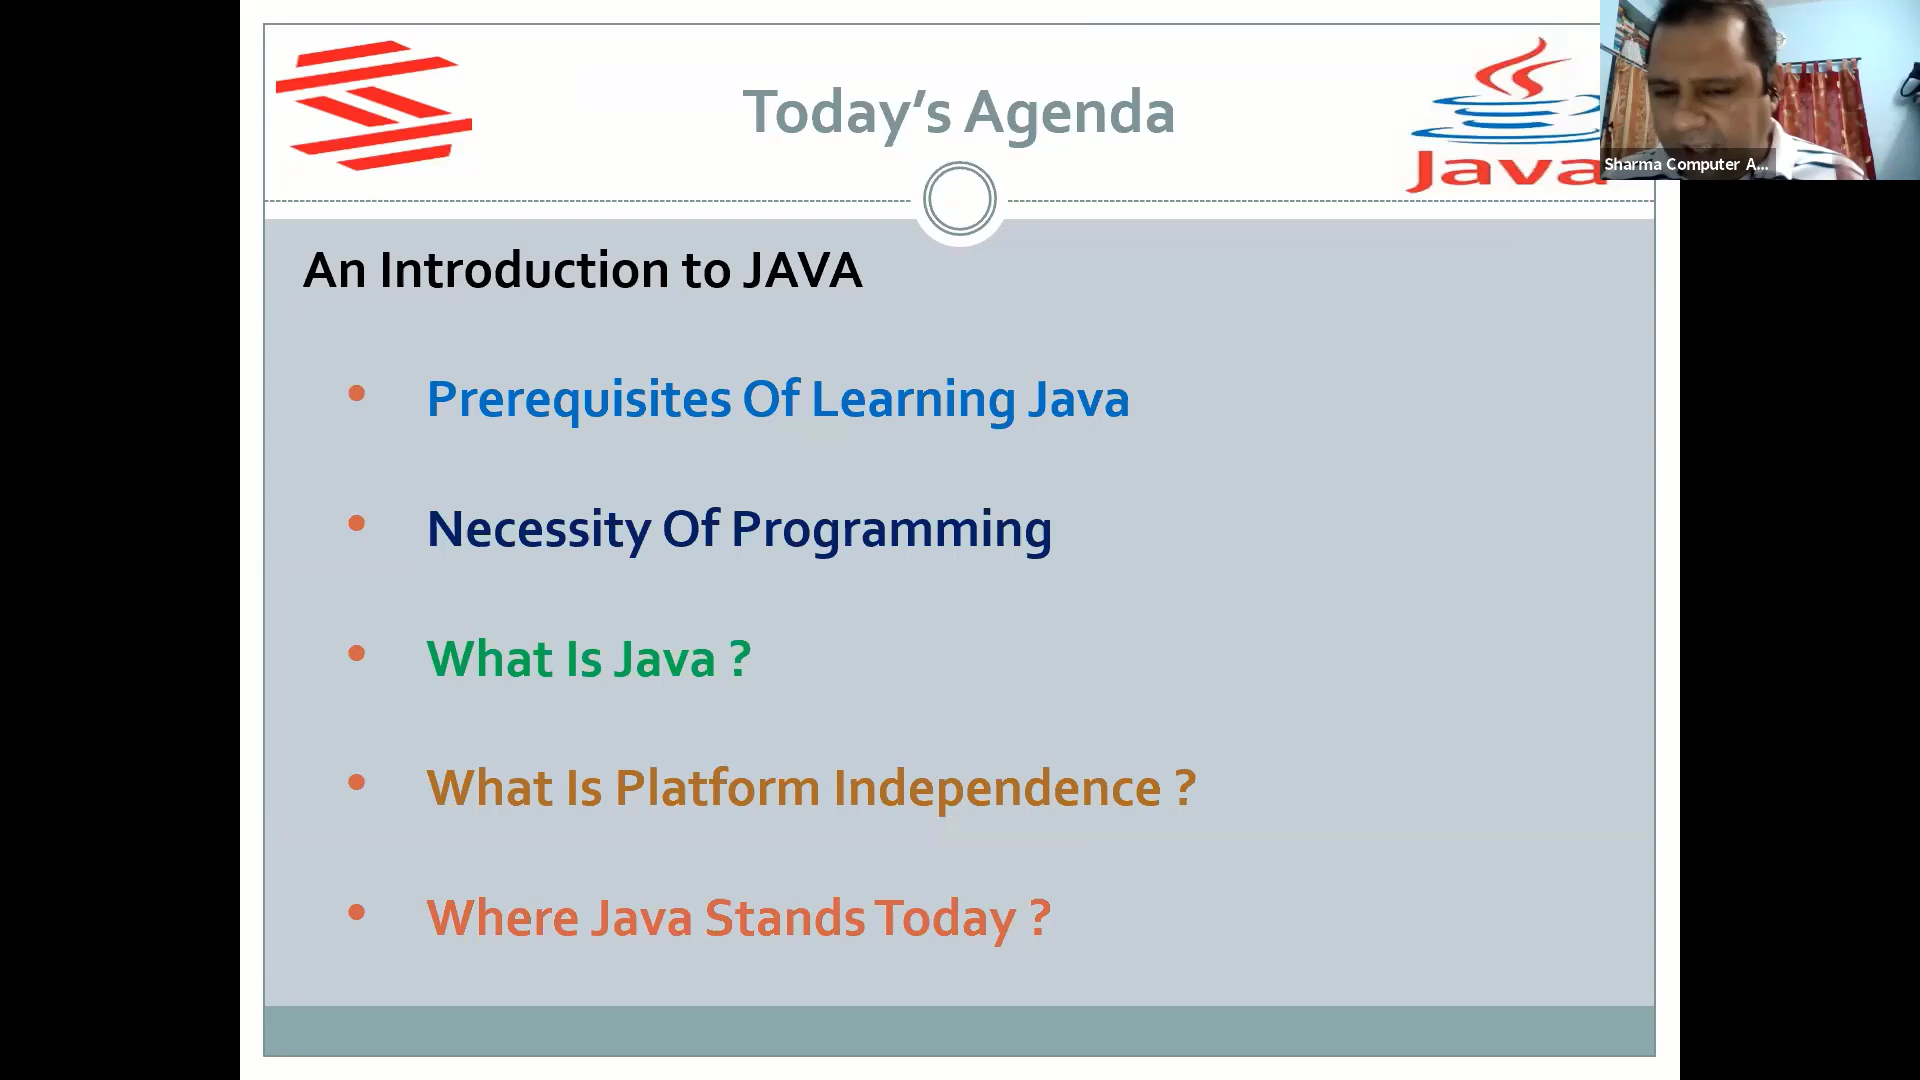 Today’s Agenda
Java
Sharma Computer A...
An Introduction to JAVA
• Prerequisites Of Learning Java
• Necessity Of Programming
• What Is Java ?
• What Is Platform Independence ?
• Where Java Stands Today ?